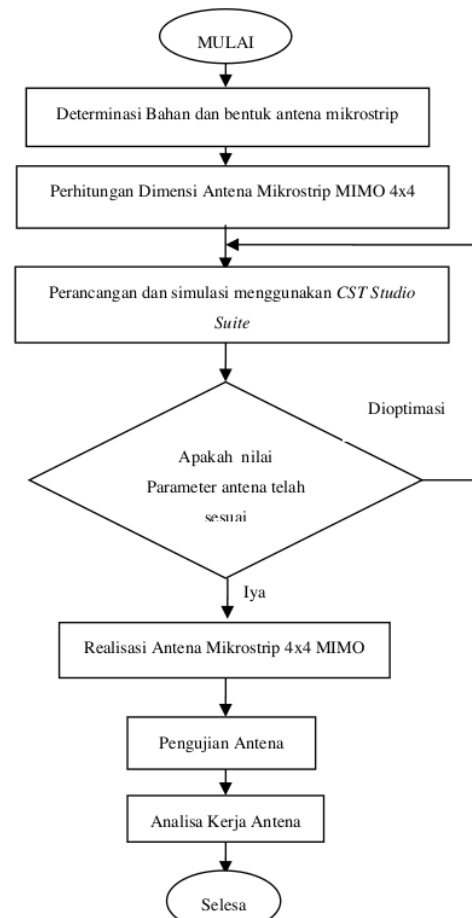 MULAI
Determinasi Bahan dan bentuk antena mikrostrip
Perhitungan Dimensi Antena Mikrostrip MIMO 4x4
Perancangan dan simulasi menggunakan CST Studio
Suite
Dioptimasi
Apakah nilai
Parameter antena telah
sesuai
Iya
Realisasi Antena Mikrostrip 4x4 MIMO
Pengujian Antena
Analisa Kerja Antena
Selesa